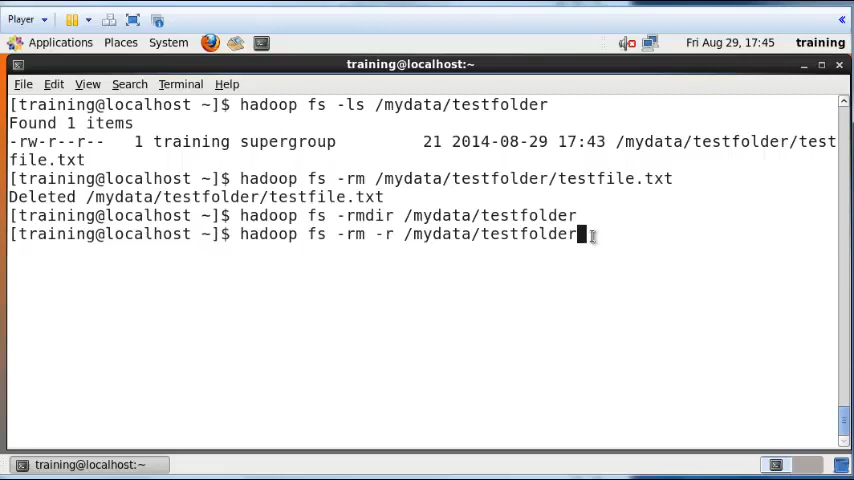 Player
Applications Places System
Fri Aug 29, 17:45 training
training@localhost:~
File Edit View Search Terminal Help
[training@localhost ~]$ hadoop fs -ls /mydata/testfolder
Found 1 items
-rw-r--r-- 1 training supergroup 21 2014-08-29 17:43 /mydata/testfolder/test
file.txt
[training@localhost ~]$ hadoop fs -rm /mydata/testfolder/testfile.txt
Deleted /mydata/testfolder/testfile.txt
[training@localhost ~]$ hadoop fs -rmdir /mydata/testfolder
[training@localhost ~]$ hadoop fs -rm -r /mydata/testfolder
training@localhost:~